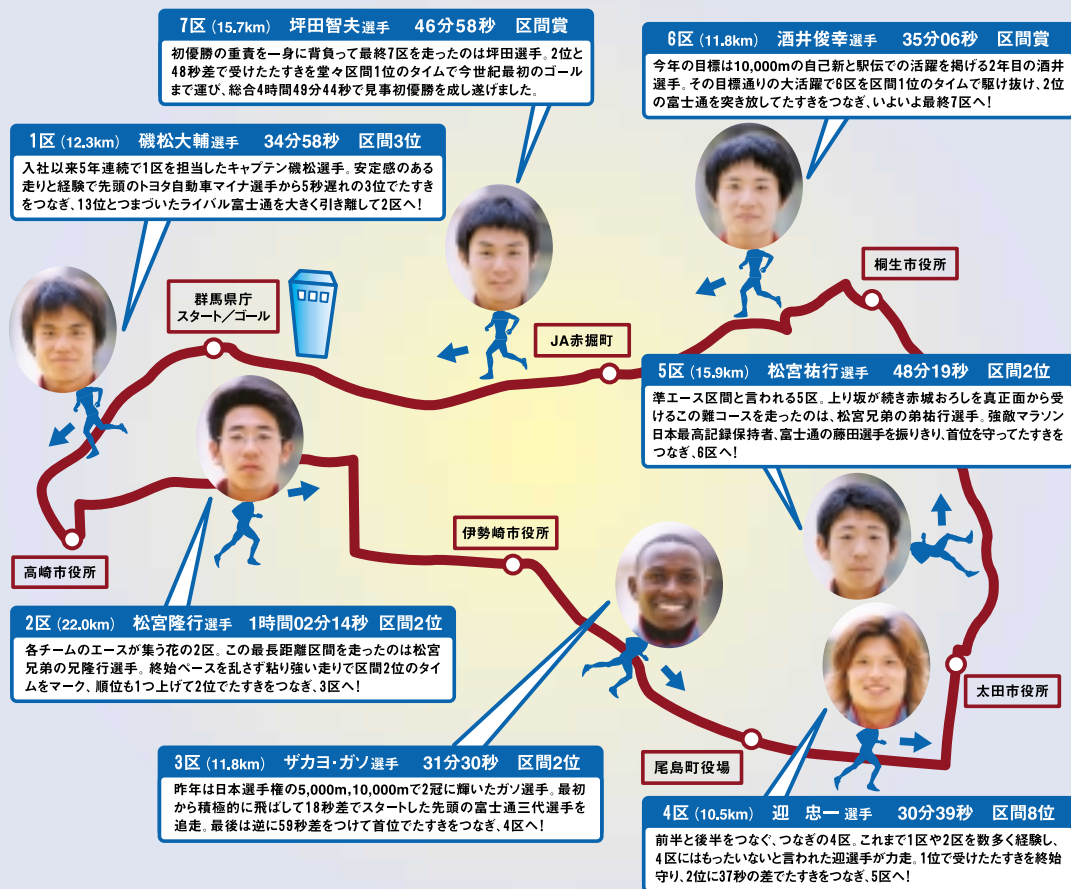 7区 (15.7km) 坪田智夫選手 46分58秒 区間賞
初優勝の重責を一身に背負って最終7区を走ったのは坪田選手。2位と
48秒差で受けたたすきを堂々区間1位のタイムで今世紀最初のゴール
まで運び、総合4時間49分44秒で見事初優勝を成し遂げました。
6区 (11.8km) 酒井俊幸選手 35分06秒 区間賞
今年の目標は10,000mの自己新と駅伝での活躍を掲げる2年目の酒井
選手。その目標通りの大活躍で6区を区間1位のタイムで駆け抜け、2位
の富士通を突き放してたすきをつなぎ、いよいよ最終7区へ!
1区 (12.3km) 磯松大輔選手 34分58秒 区間3位
入社以来5年連続で1区を担当したキャプテン磯松選手。安定感のある
走りと経験で先頭のトヨタ自動車マイナ選手から5秒遅れの3位でたすき
をつなぎ、13位とつまづいたライバル富士通を大きく引き離して2区へ!
群馬県庁
スタート/ゴール
JA赤掘町
桐生市役所
5区 (15.9km) 松宮祐行選手 48分19秒 区間2位
準エース区間と言われる5区。上り坂が続き赤城おろしを真正面から受
けるこの難コースを走ったのは、松宮兄弟の弟祐行選手。強敵マラソン
日本最高記録保持者、富士通の藤田選手を振りきり、首位を守ってたすきを
つなぎ、6区へ!
高崎市役所
伊勢崎市役所
2区 (22.0km) 松宮隆行選手 1時間02分14秒 区間2位
各チームのエースが集う花の2区。この最長距離区間を走ったのは松宮
兄弟の兄隆行選手。終始ペースを乱さず粘り強い走りで区間2位のタイ
ムをマーク、順位も1つ上げて2位でたすきをつなぎ、3区へ!
太田市役所
尾島町役場
3区 (11.8km) ザカヨ・ガソ選手 31分30秒 区間2位
昨年は日本選手権の5,000m,10,000mで2冠に輝いたガソ選手。最初
から積極的に飛ばして18秒差でスタートした先頭の富士通三代選手を
追走。最後は逆に59秒差をつけて首位でたすきをつなぎ、4区へ!
4区 (10.5km) 迎 忠一選手 30分39秒 区間8位
前半と後半をつなぐ、つなぎの4区。これまで1区や2区を数多く経験し、
4区にはもったいないと言われた迎選手が力走。1位で受けたたすきを終始
守り、2位に37秒の差でたすきをつなぎ、5区へ!